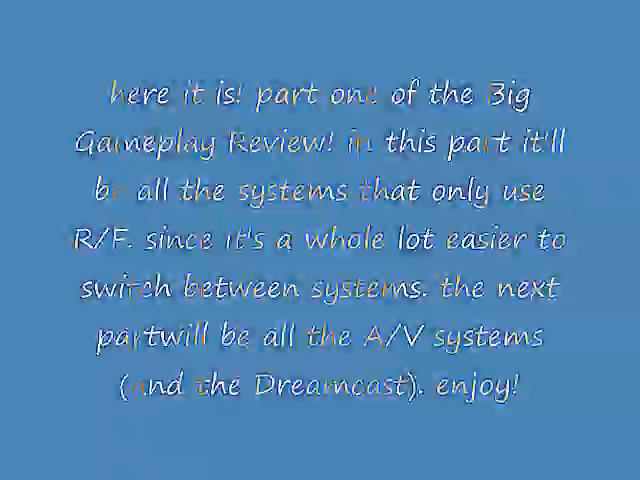 here it is! part one of the Big
Gameplay Review! in this part it'll
be all the systems that only use
R/F. since it's a whole lot easier to
switch between systems. the next
partwill be all the A/V systems
(and the Dreamcast). enjoy!